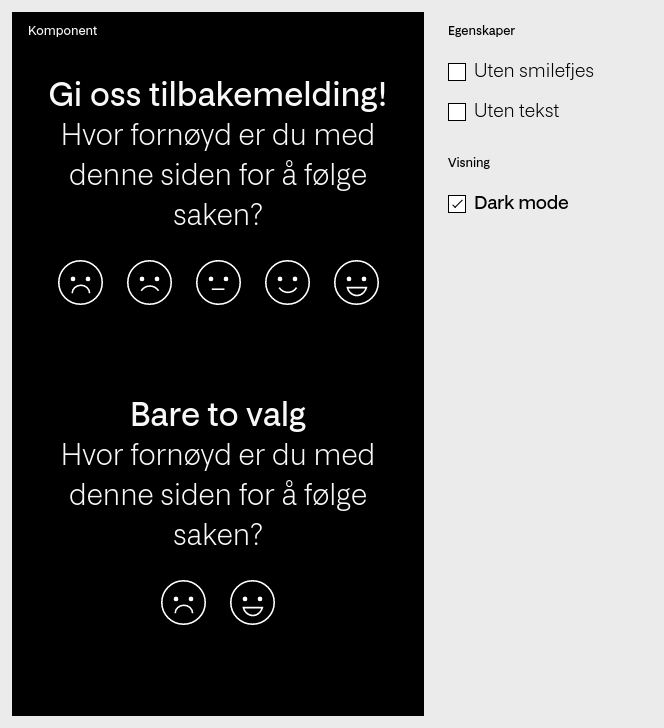 Komponent
Gi oss tilbakemelding!
Hvor fornøyd er du med
denne siden for å følge
saken?
Bare to valg
Hvor fornøyd er du med
denne siden for å følge
saken?
Egenskaper
Uten smilefjes
Uten tekst
Visning
Dark mode